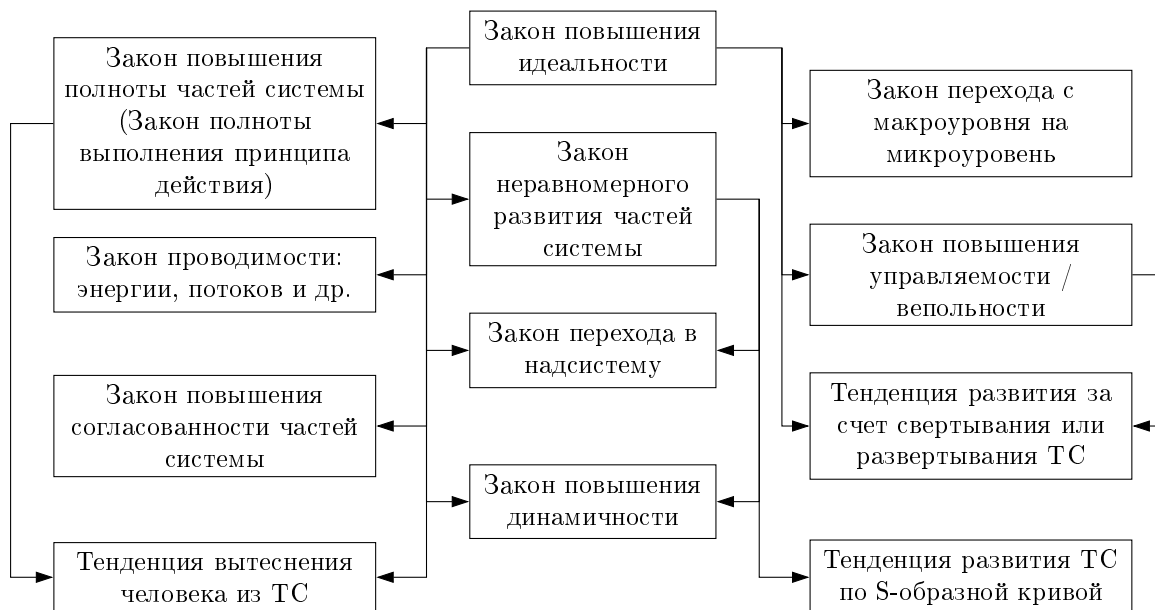 Закон повышения
полноты частей системы
(Закон полноты
выполнения принципа
действия)
Закон проводимости:
энергии, потоков и др.
Закон повышения
согласованности частей
системы
Тенденция вытеснения
человека из ТС
Закон повышения
идеальности
Закон
неравномерного
развития частей
системы
Закон перехода в
надсистему
Закон повышения
динамичности
Закон перехода с
макроуровня на
микроуровень
Закон повышения
управляемости /
вепольности
Тенденция развития за
счет свертывания или
развертывания ТС
Тенденция развития ТС
по S-образной кривой